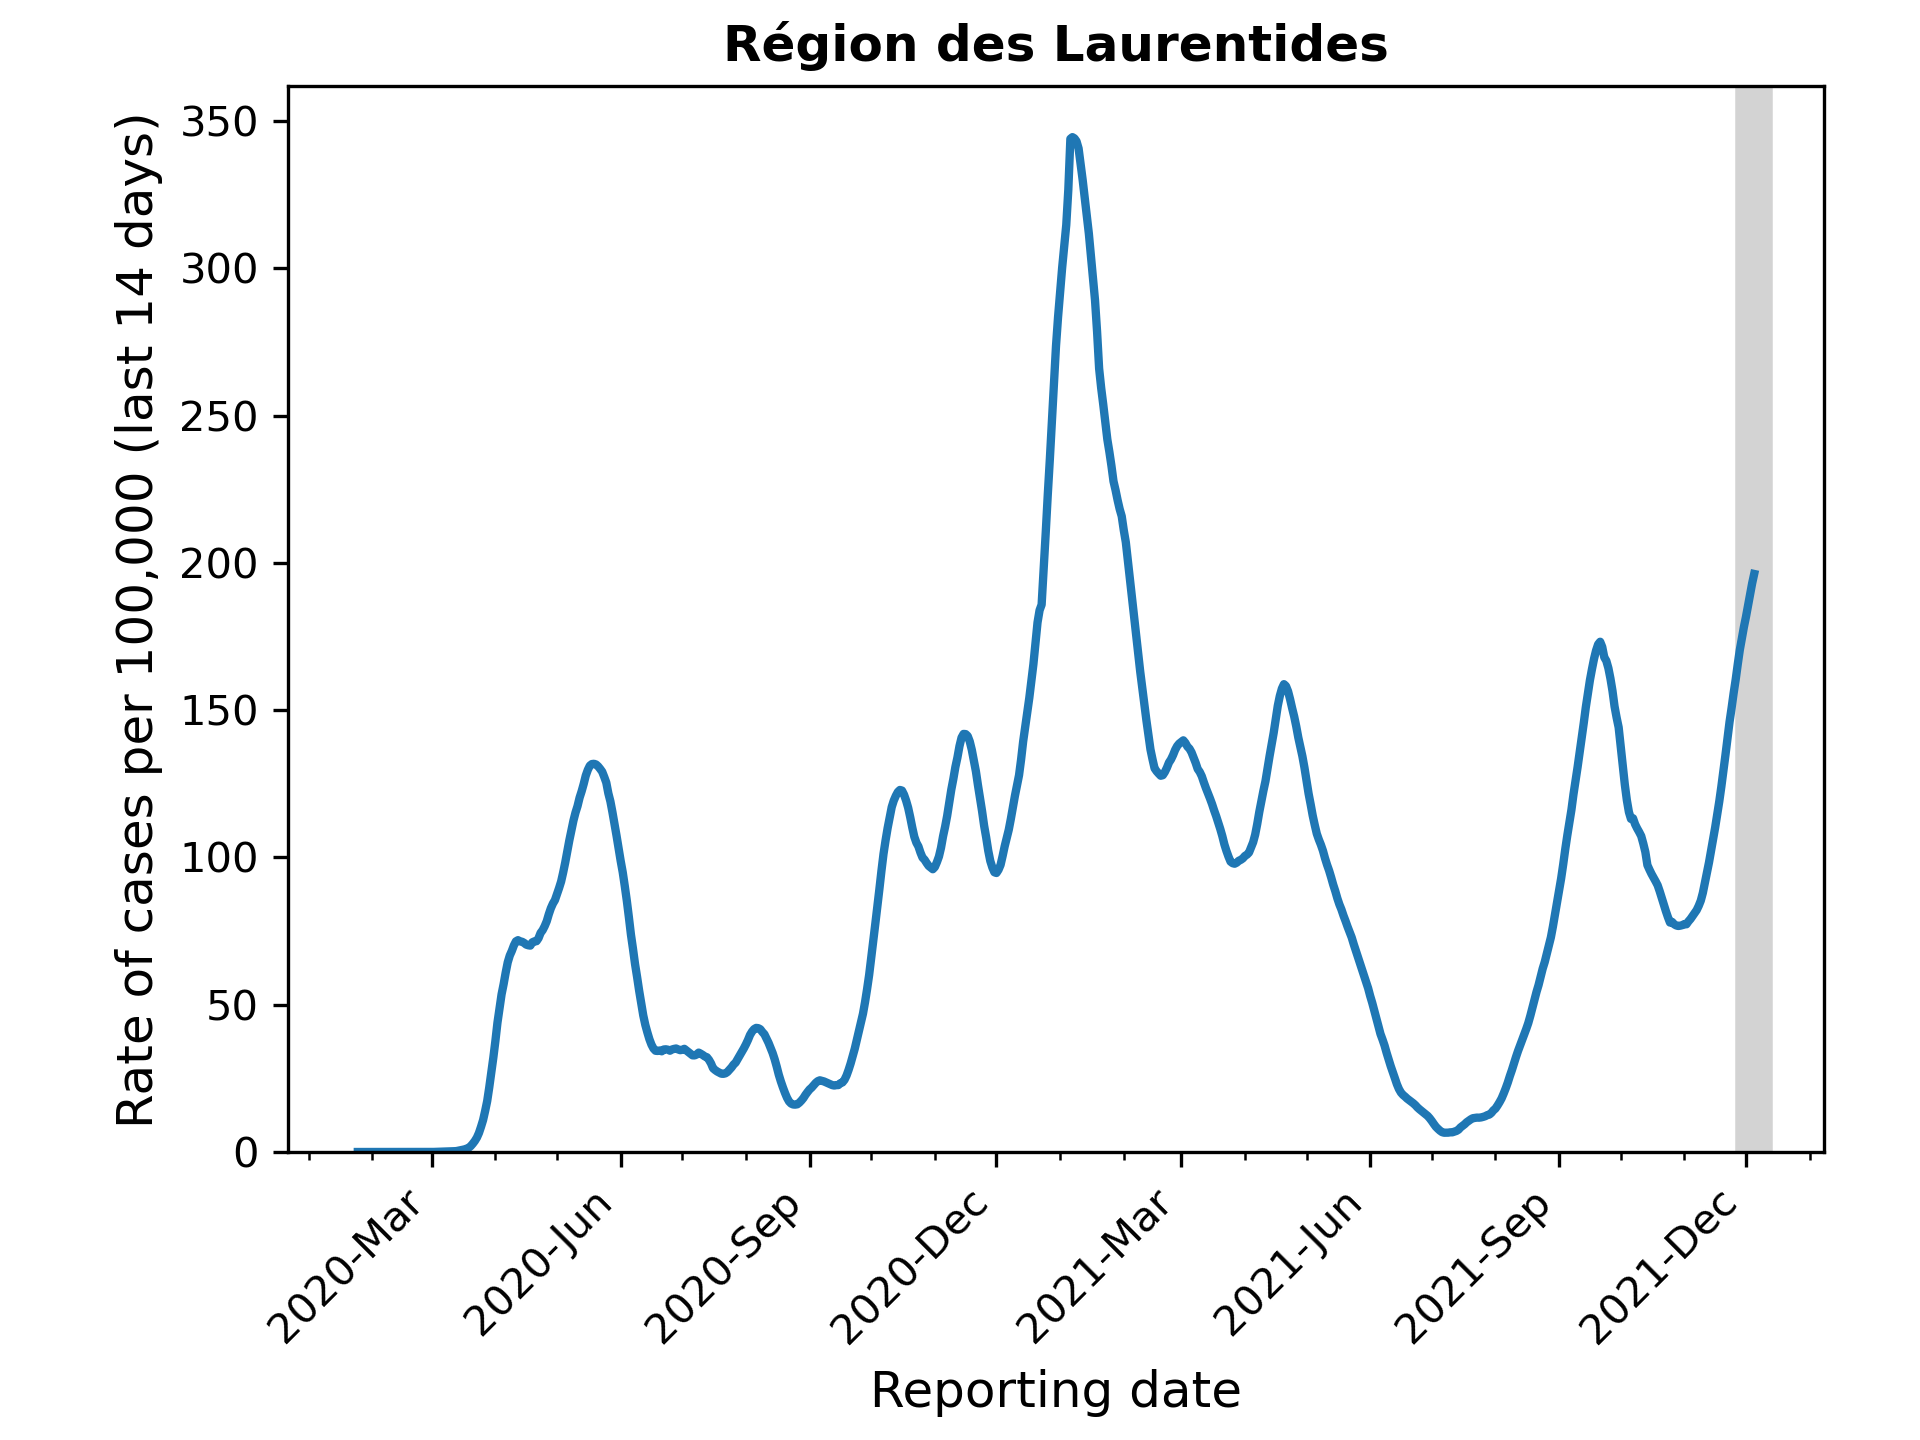 Région des Laurentides
Rate of cases per 100,000 (last 14 days)
350
300
250
200
150
100
50
0
2020-Mar
2020-Jun
2020-Sep
2020-Dec
2021-Mar
2021-Jun
2021-Sep
2021-Dec
Reporting date